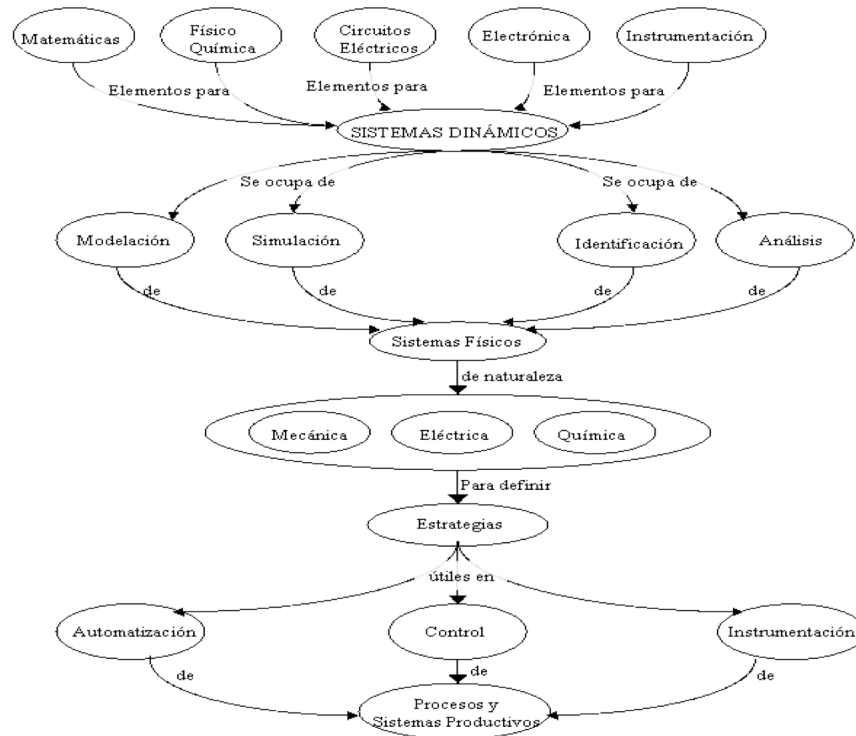 Matemáticas
Físico
Química
Circuitos
Eléctricos
Electrónica
Instrumentación
Elementos para
Elementos para
Elementos para
SISTEMAS DINÁMICOS
Se ocupa de
Se ocupa de
Modelación
Simulación
Identificación
Análisis
de
de
de
de
Sistemas Físicos
de naturaleza
Mecánica
Eléctrica
Química
Para definir
Estrategias
útiles en
Automatización
Control
Instrumentación
de
de
de
Procesos y
Sistemas Productivos